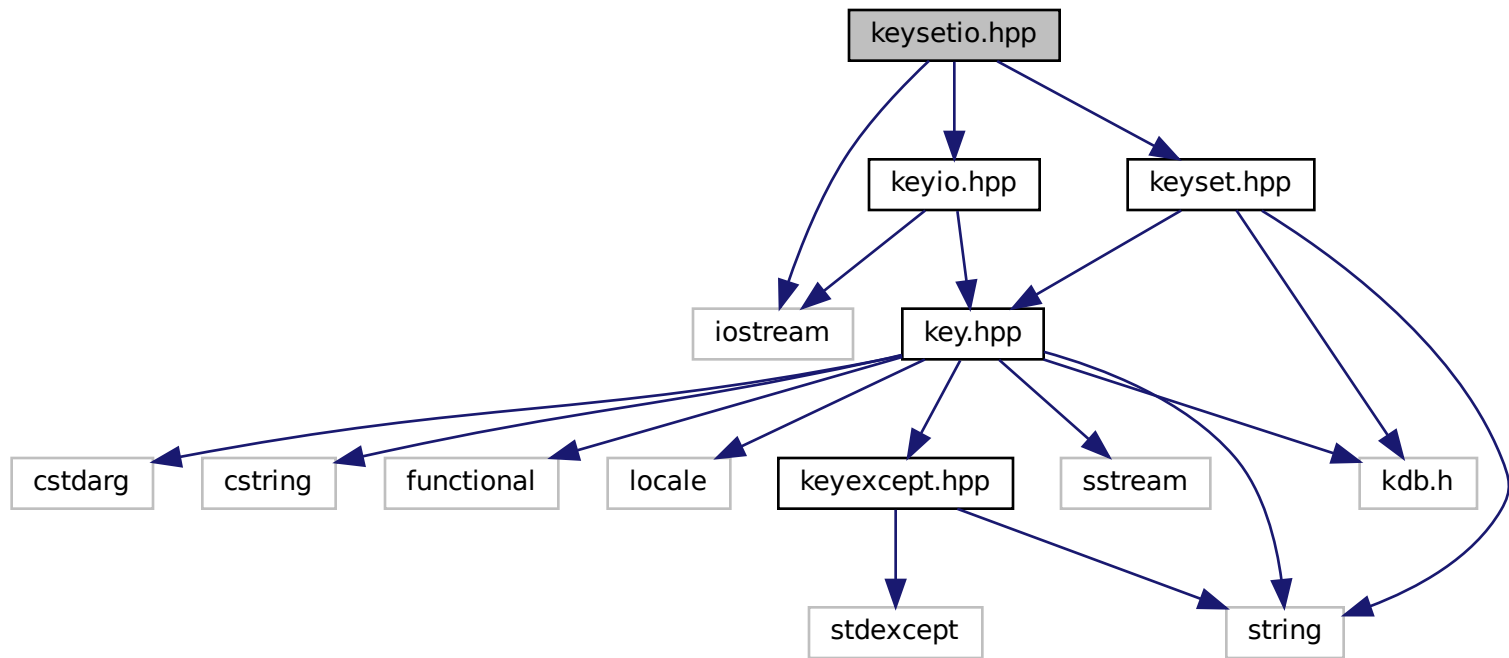 keysetio.hpp
keyio.hpp
keyset.hpp
iostream
key.hpp
cstdarg
cstring
functional
locale
keyexcept.hpp
sstream
kdb.h
stdexcept
string